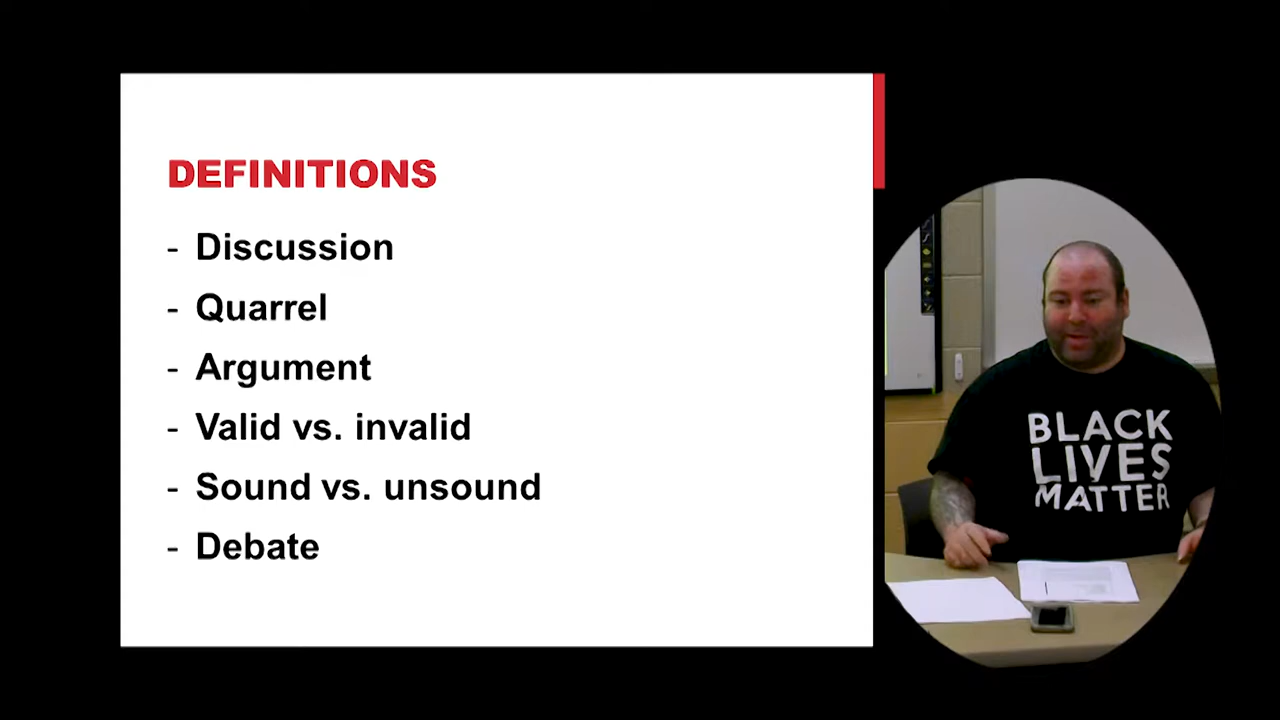 DEFINITIONS
- Discussion
- Quarrel
- Argument
- Valid vs. invalid
- Sound vs. unsound
- Debate
BLACK
LIVES
MATTER